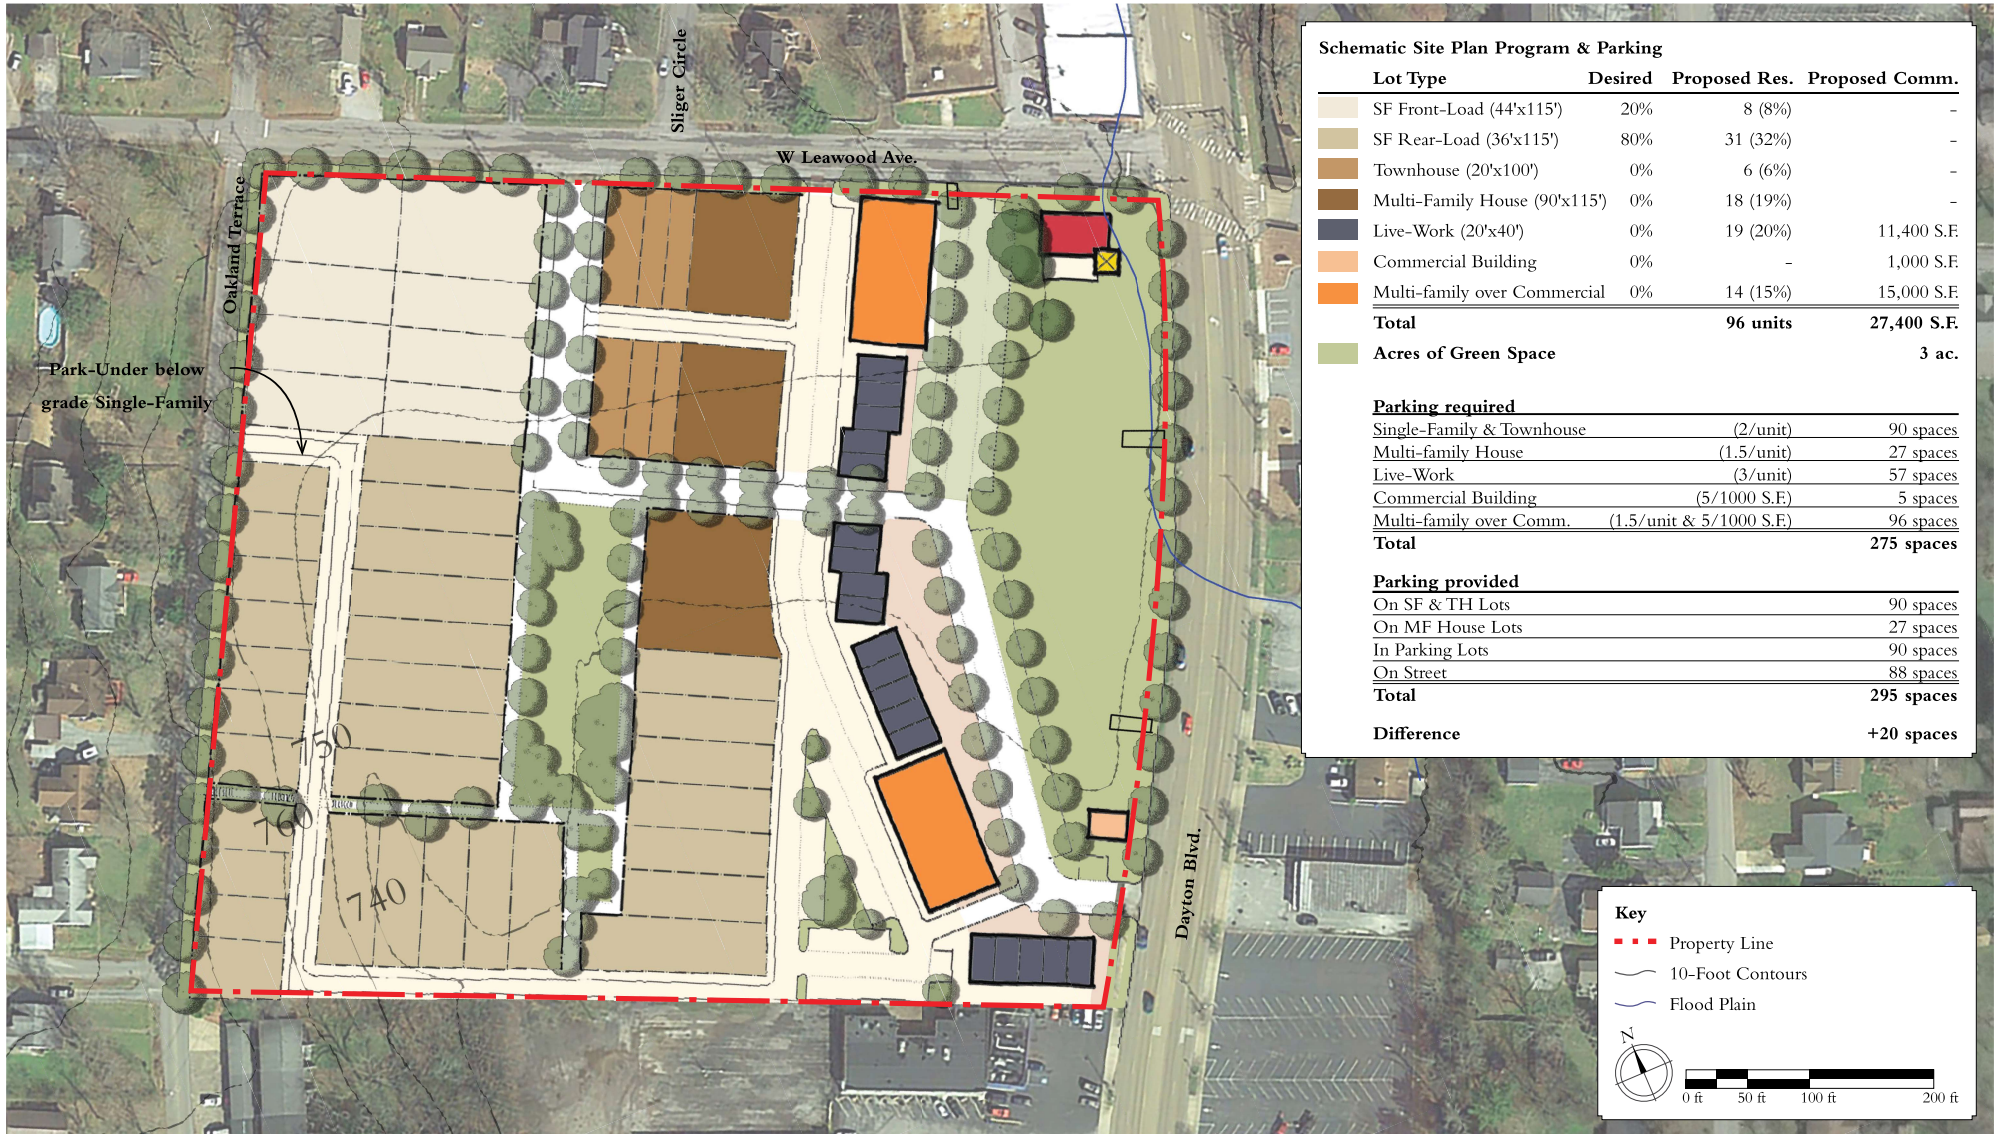 Sliger Circle
W Leawood Ave.
Oakland Terrace
Park-Under below
grade Single-Family
750
760
740
Dayton Blvd.
Schematic Site Plan Program & Parking
Lot Type Desired Proposed Res. Proposed Comm.
SF Front-Load (44'x115') 20% 8 (8%) -
SF Rear-Load (36'x115') 80% 31 (32%) -
Townhouse (20'x100') 0% 6 (6%) -
Multi-Family House (90'x115') 0% 18 (19%) -
Live-Work (20'x40') 0% 19 (20%) 11,400 S.F.
Commercial Building 0% - 1,000 S.F.
Multi-family over Commercial 0% 14 (15%) 15,000 S.F.
Total 96 units 27,400 S.F.
Acres of Green Space 3 ac.
Parking required
Single-Family & Townhouse (2/unit) 90 spaces
Multi-family House (1.5/unit) 27 spaces
Live-Work (3/unit) 57 spaces
Commercial Building (5/1000 S.F.) 5 spaces
Multi-family over Comm. (1.5/unit & 5/1000 S.F.) 96 spaces
Total 275 spaces
Parking provided
On SF & TH Lots 90 spaces
On MF House Lots 27 spaces
In Parking Lots 90 spaces
On Street 88 spaces
Total 295 spaces
Difference +20 spaces
Key
Property Line
10-Foot Contours
Flood Plain
N
0 ft 50 ft 100 ft 200 ft